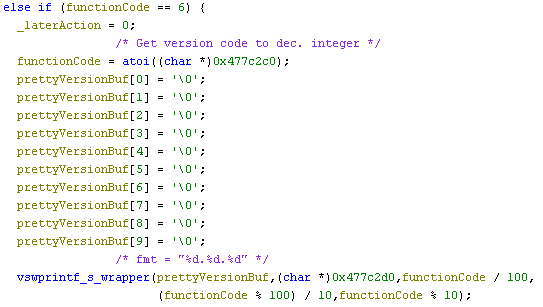 else if (functionCode == 6) {
_laterAction = 0;
/* Get version code to dec. integer */
functionCode = atoi((char *)0x477c2c0);
prettyVersionBuf[0] = '\0';
prettyVersionBuf[1] = '\0';
prettyVersionBuf[2] = '\0';
prettyVersionBuf[3] = '\0';
prettyVersionBuf[4] = '\0';
prettyVersionBuf[5] = '\0';
prettyVersionBuf[6] = '\0';
prettyVersionBuf[7] = '\0';
prettyVersionBuf[8] = '\0';
prettyVersionBuf[9] = '\0';
/* fmt = "%d.%d.%d" */
vswprintf_s_wrapper(prettyVersionBuf,(char *)0x477c2d0,functionCode / 100,
(functionCode % 100) / 10,functionCode % 10);